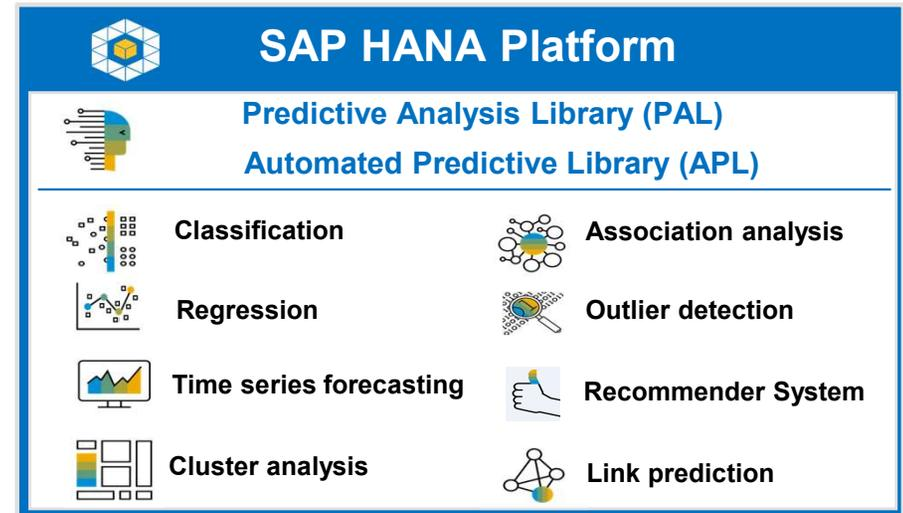 SAP HANA Platform
Predictive Analysis Library (PAL)
Automated Predictive Library (APL)
Classification
Association analysis
Regression
Outlier detection
Time series forecasting
Recommender System
Cluster analysis
Link prediction